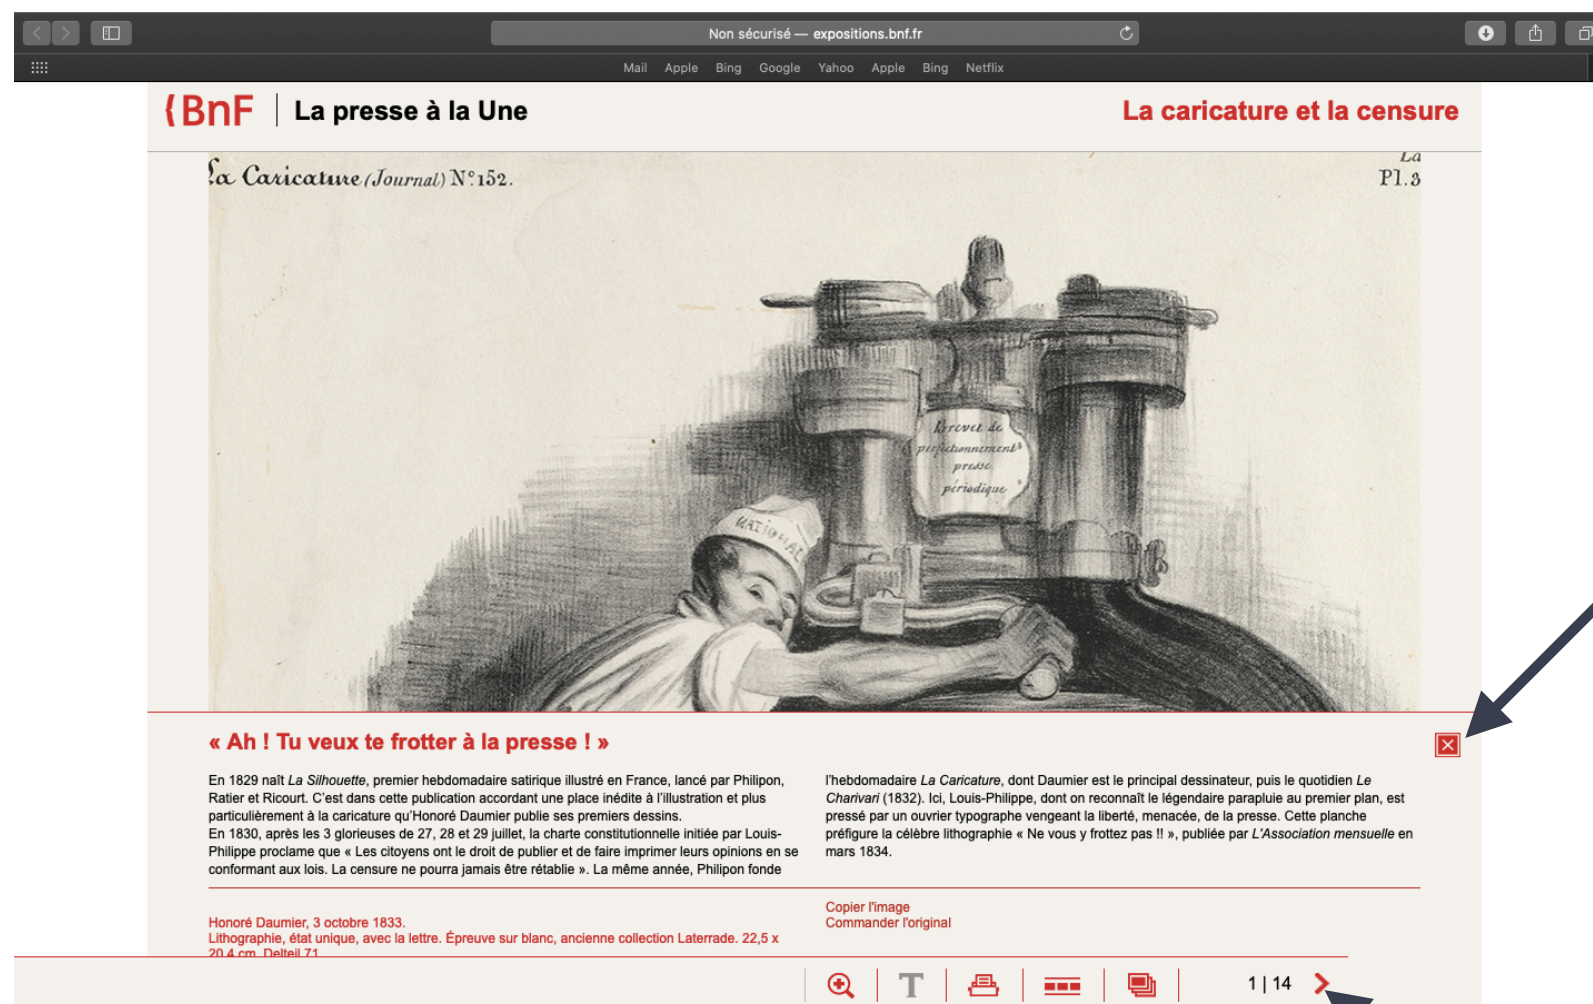 Non sécurisé — expositions.bnf.fr
Mail Apple Bing Google Yahoo Apple Bing Netflix
{BnF La presse à la Une
La caricature et la censure
La Caricature (Journal) N°. 152.
La
Pl. 3
Brevet de
perfectionnement
presse
périodique
NATIONAL
« Ah ! Tu veux te frotter à la presse ! »
En 1829 naît La Silhouette, premier hebdomadaire satirique illustré en France, lancé par Philipon,
Ratier et Ricourt. C'est dans cette publication accordant une place inédite à l'illustration et plus
particulièrement à la caricature qu'Honoré Daumier publie ses premiers dessins.
En 1830, après les 3 glorieuses de 27, 28 et 29 juillet, la charte constitutionnelle initiée par Louis-
Philippe proclame que « Les citoyens ont le droit de publier et de faire imprimer leurs opinions en se
conformant aux lois. La censure ne pourra jamais être rétablie ». La même année, Philipon fonde
l'hebdomadaire La Caricature, dont Daumier est le principal dessinateur, puis le quotidien Le
Charivari (1832). Ici, Louis-Philippe, dont on reconnaît le légendaire parapluie au premier plan, est
pressé par un ouvrier typographe vengeant la liberté, menacée, de la presse. Cette planche
préfigure la célèbre lithographie « Ne vous y frottez pas !! », publiée par L'Association mensuelle en
mars 1834.
Honoré Daumier, 3 octobre 1833.
Lithographie, état unique, avec la lettre. Épreuve sur blanc, ancienne collection Laterrade. 22,5 x
20,4 cm. Delteil 71
Copier l'image
Commander l'original
T
1 | 14